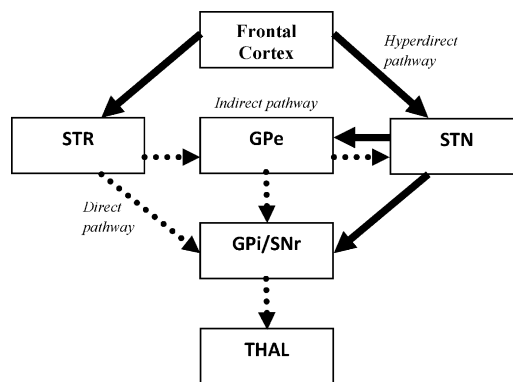 Frontal
Cortex
Hyperdirect
pathway
Indirect pathway
STR
GPe
STN
Direct
pathway
GPi/SNr
THAL